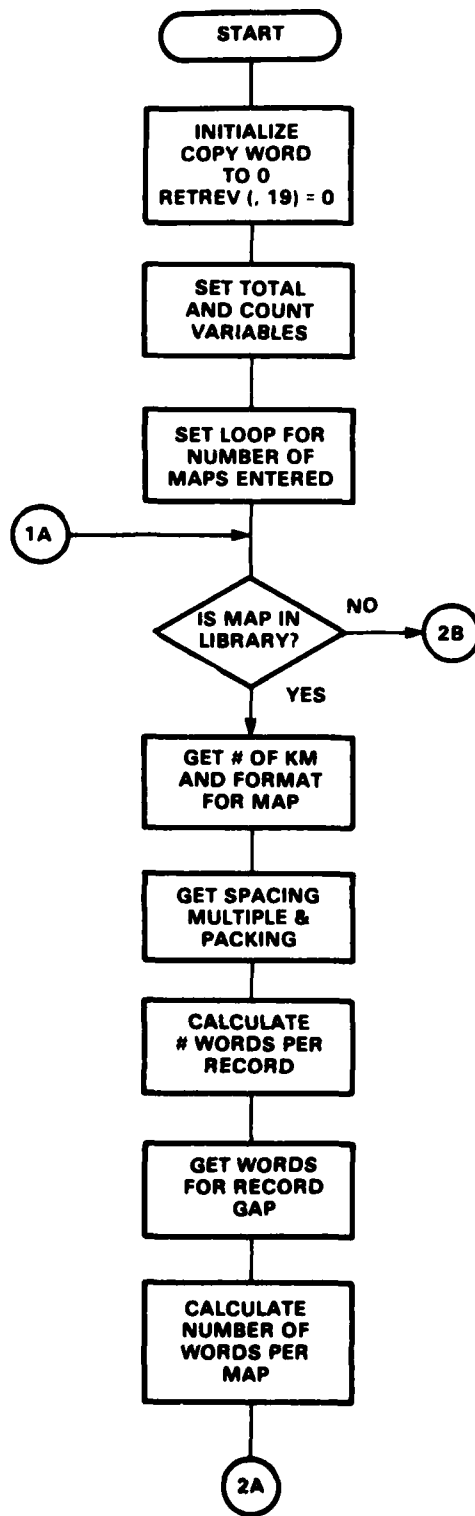 START
INITIALIZE
COPY WORD
TO 0
RETREV (, 19) = 0
SET TOTAL
AND COUNT
VARIABLES
SET LOOP FOR
NUMBER OF
MAPS ENTERED
1A
IS MAP IN
LIBRARY?
NO
2B
YES
GET # OF KM
AND FORMAT
FOR MAP
GET SPACING
MULTIPLE &
PACKING
CALCULATE
# WORDS PER
RECORD
GET WORDS
FOR RECORD
GAP
CALCULATE
NUMBER OF
WORDS PER
MAP
2A